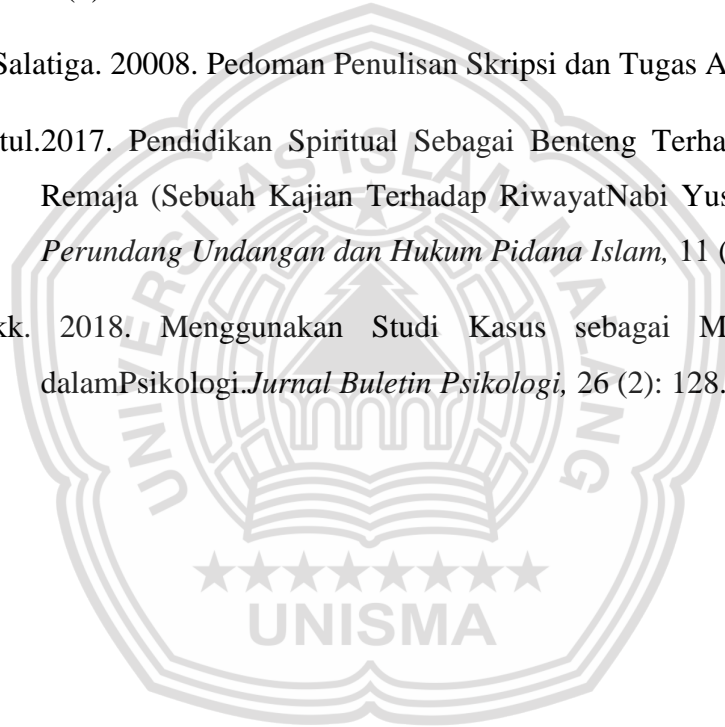 Salatiga. 20008. Pedoman Penulisan Skripsi dan Tugas A
tul.2017. Pendidikan Spiritual Sebagai Benteng Terha
Remaja (Sebuah Kajian Terhadap RiwayatNabi Yus
Perundang Undangan dan Hukum Pidana Islam, 11 (
kk. 2018. Menggunakan Studi Kasus sebagai M
dalamPsikologi.Jurnal Buletin Psikologi, 26 (2): 128.
UNIVERSITAS ISLAM MALANG
UNISMA